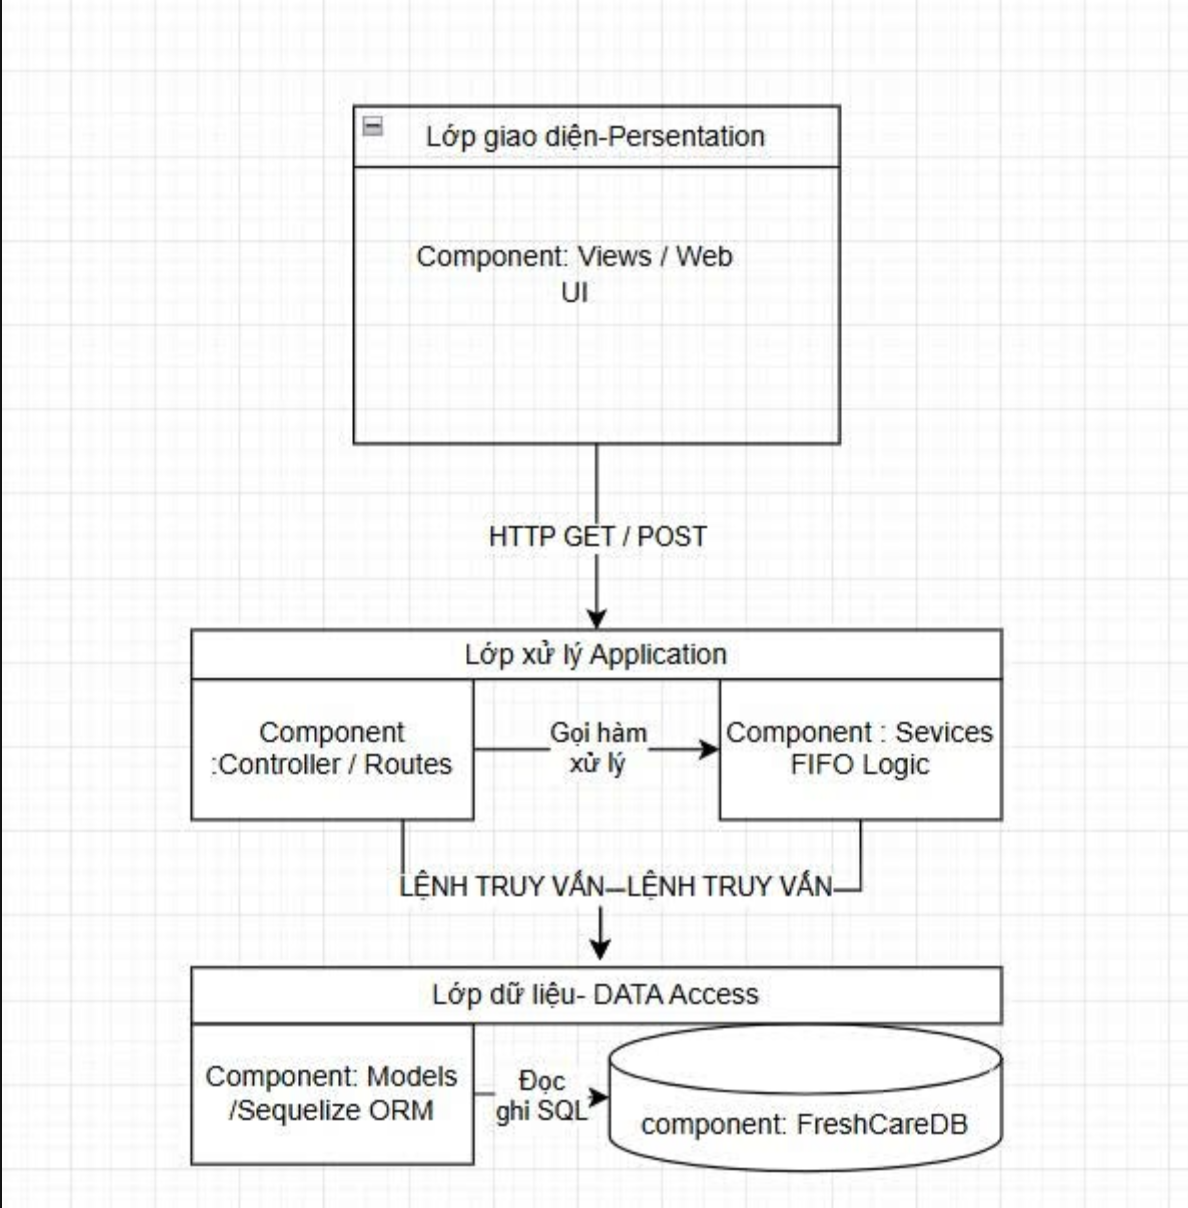 Lớp giao diện-Persentation
Component: Views / Web
UI
HTTP GET / POST
Lớp xử lý Application
Component
:Controller / Routes
Gọi hàm
xử lý
Component : Sevices
FIFO Logic
LỆNH TRUY VẤN
LỆNH TRUY VẤN
Lớp dữ liệu- DATA Access
Component: Models
/Sequelize ORM
Đọc
ghi SQL
component: FreshCareDB